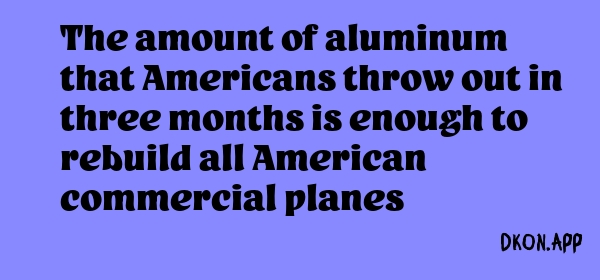 The amount of aluminum
that Americans throw out in
three months is enough to
rebuild all American
commercial planes
DKON.APP